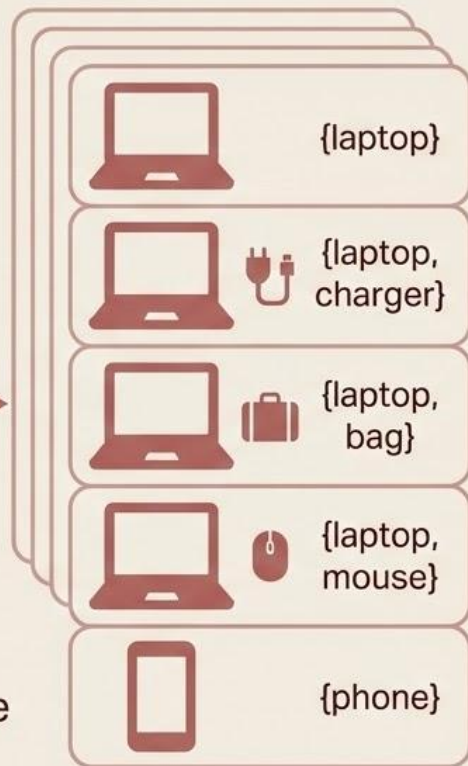 {laptop}
{laptop,
charger}
{laptop,
bag}
{laptop,
mouse}
e
{phone}